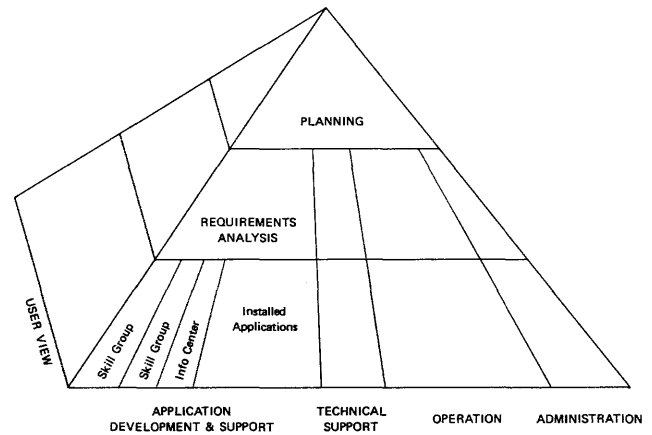 PLANNING
REQUIREMENTS
ANALYSIS
USER VIEW
Skill Group
Skill Group
Info Center
Installed
Applications
APPLICATION
DEVELOPMENT & SUPPORT
TECHNICAL
SUPPORT
OPERATION
ADMINISTRATION